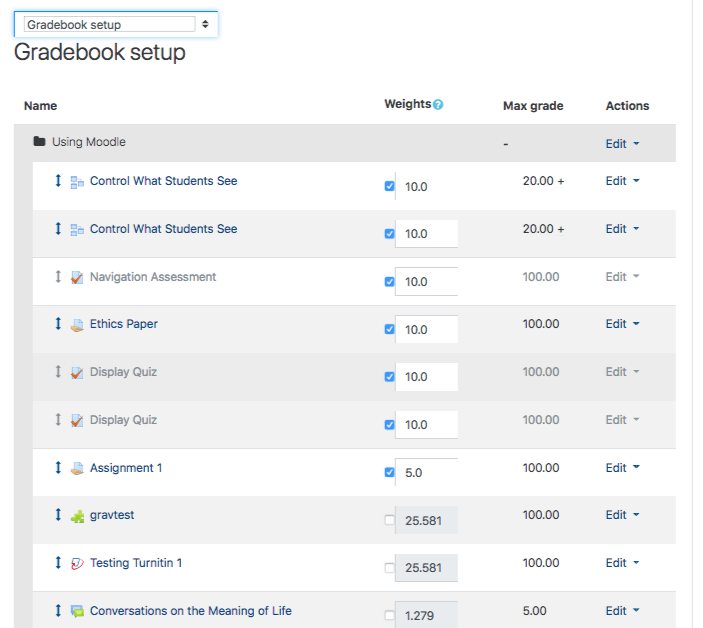 Gradebook setup
Gradebook setup
Name Weights ? Max grade Actions
Using Moodle - Edit
Control What Students See 10.0 20.00 + Edit
Control What Students See 10.0 20.00 + Edit
Navigation Assessment 10.0 100.00 Edit
Ethics Paper 10.0 100.00 Edit
Display Quiz 10.0 100.00 Edit
Display Quiz 10.0 100.00 Edit
Assignment 1 5.0 100.00 Edit
gravtest 25.581 100.00 Edit
Testing Turnitin 1 25.581 100.00 Edit
Conversations on the Meaning of Life 1.279 5.00 Edit